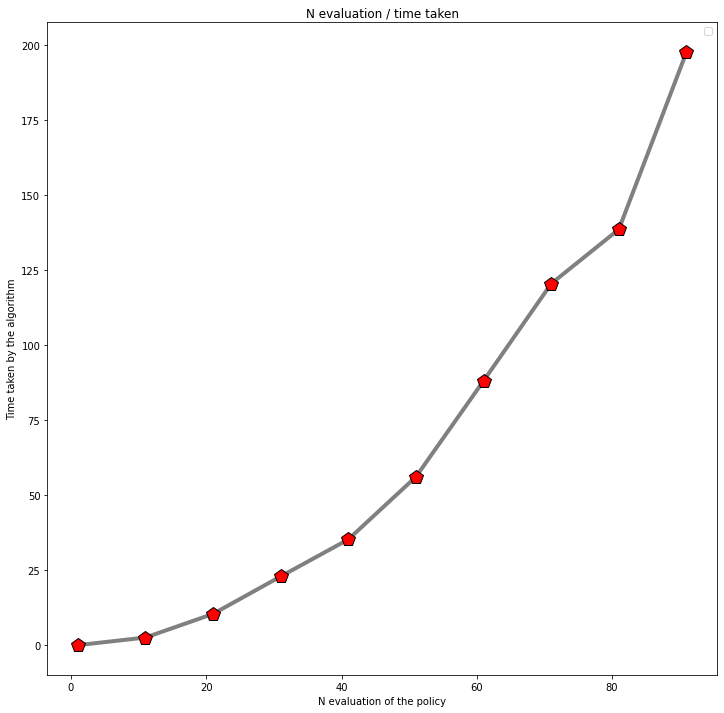 N evaluation / time taken
200
175
150
125
100
75
50
25
0
Time taken by the algorithm
0 20 40 60 80
N evaluation of the policy